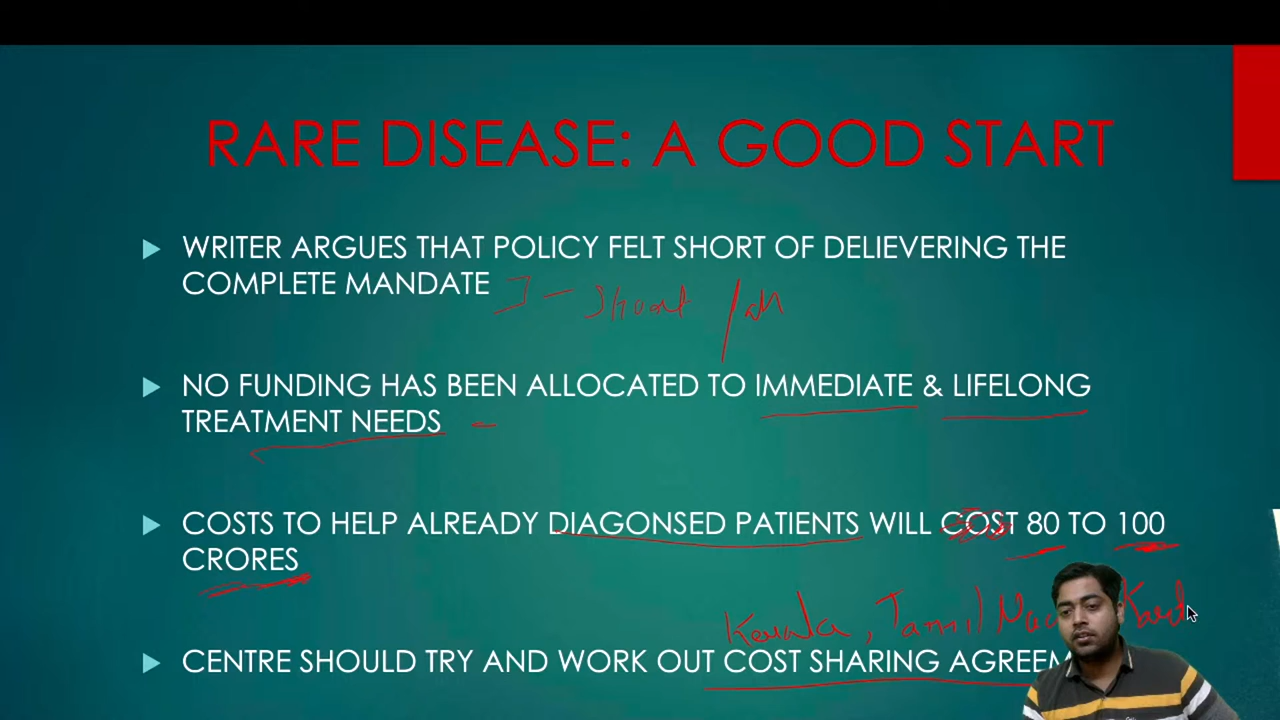 RARE DISEASE: A GOOD START
WRITER ARGUES THAT POLICY FELT SHORT OF DELIEVERING THE
COMPLETE MANDATE
Short
NO FUNDING HAS BEEN ALLOCATED TO IMMEDIATE & LIFELONG
TREATMENT NEEDS
COSTS TO HELP ALREADY DIAGONSED PATIENTS WILL COST 80 TO 100
CRORES
Kerala, Tamil
CENTRE SHOULD TRY AND WORK OUT COST SHARING